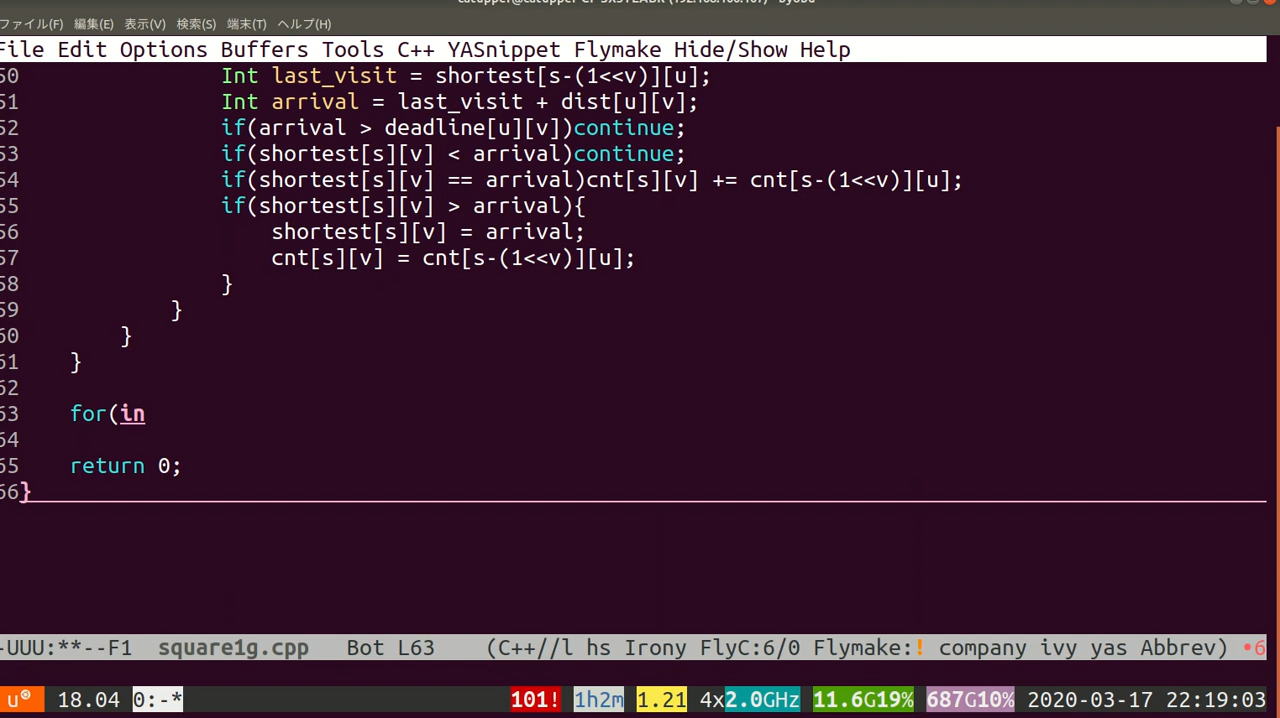 ファイル(F) 編集(E) 表示(V) 検索(S) 端末(T) ヘルプ(H)
File Edit Options Buffers Tools C++ YASnippet Flymake Hide/Show Help
50 Int last_visit = shortest[s-(1<<v)][u];
51 Int arrival = last_visit + dist[u][v];
52 if(arrival > deadline[u][v])continue;
53 if(shortest[s][v] < arrival)continue;
54 if(shortest[s][v] == arrival)cnt[s][v] += cnt[s-(1<<v)][u];
55 if(shortest[s][v] > arrival){
56 shortest[s][v] = arrival;
57 cnt[s][v] = cnt[s-(1<<v)][u];
58 }
59 }
60 }
61 }
62
63 for(in
64
65 return 0;
66}
-UUU:**--F1 square1g.cpp Bot L63 (C++//l hs Irony FlyC:6/0 Flymake:! company ivy yas Abbrev) •6
u 18.04 0:-* 101! 1h2m 1.21 4x2.0GHz 11.6G19% 687G10% 2020-03-17 22:19:03